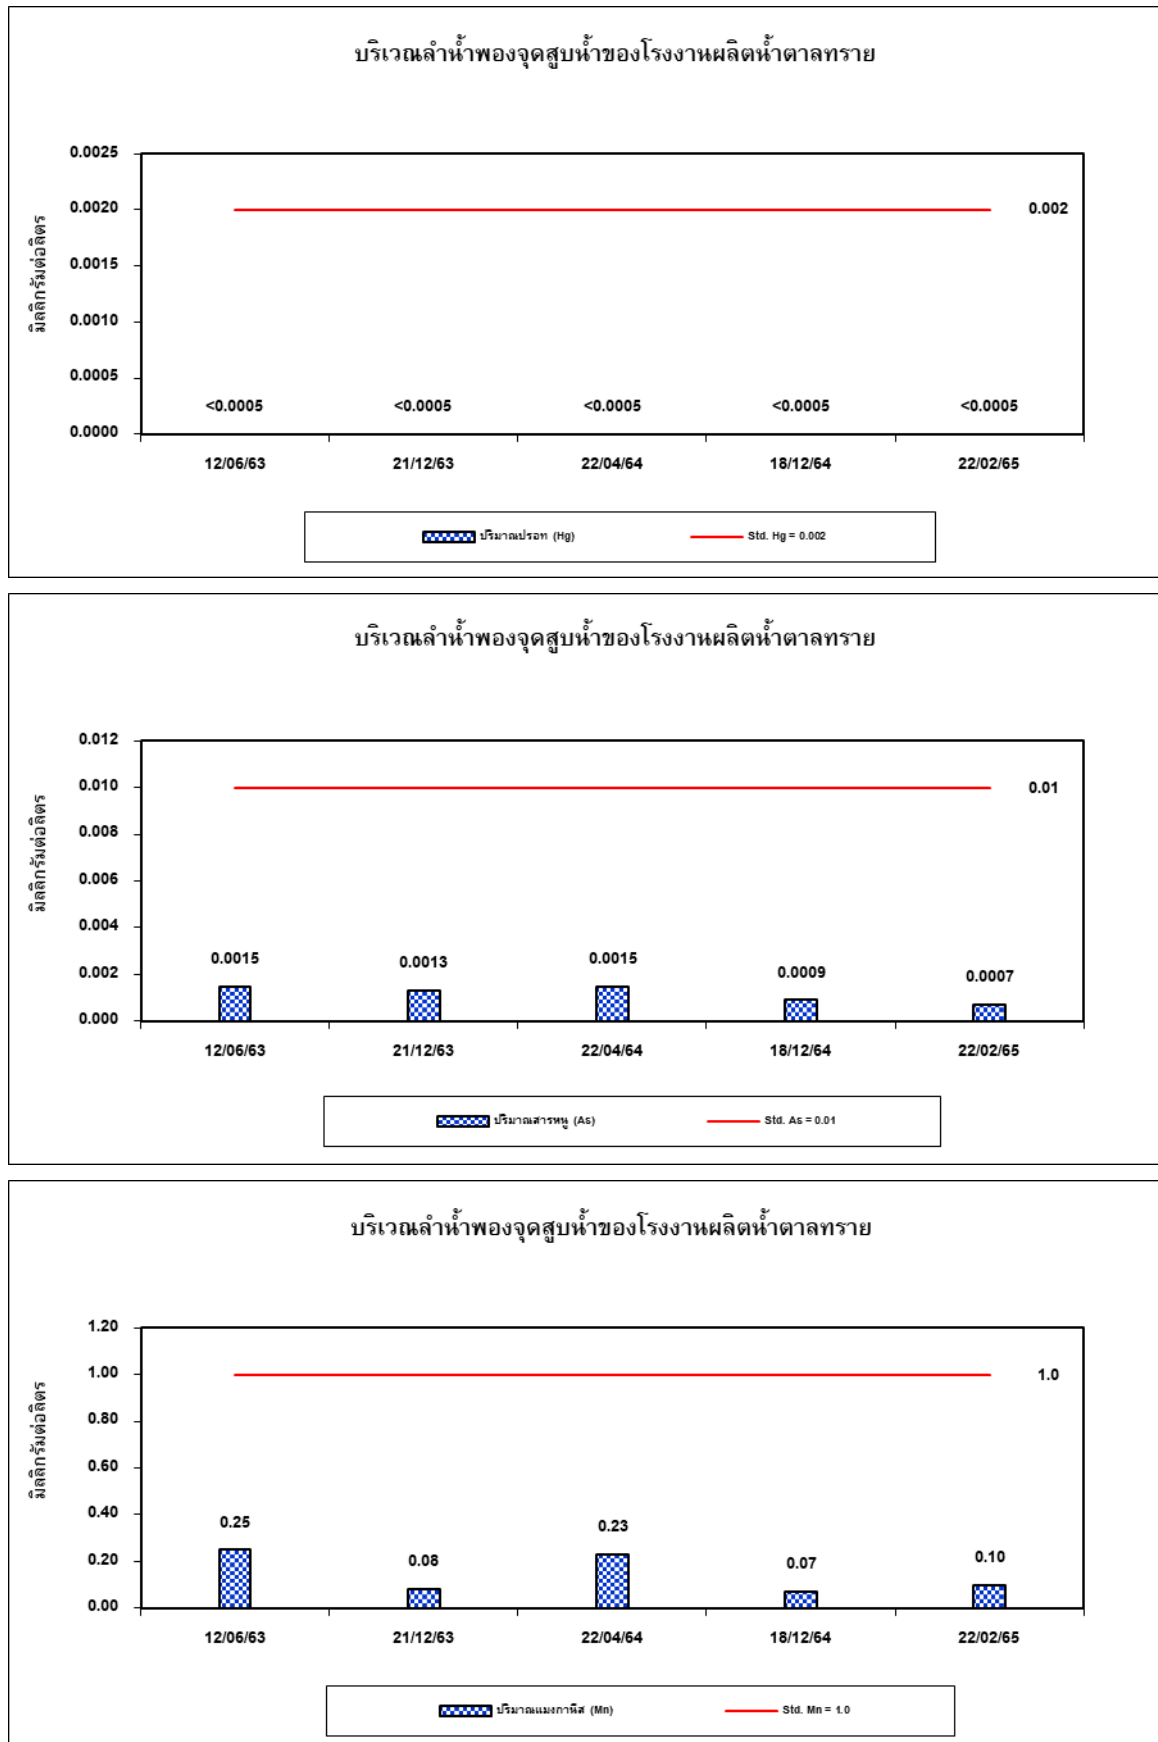 บริเวณลำน้ำพองจุดสูบน้ำของโรงงานผลิตน้ำตาลทราย
มิลลิกรัมต่อลิตร
0.0025
0.0020
0.002
0.0015
0.0010
0.0005
<0.0005 <0.0005 <0.0005 <0.0005 <0.0005
0.0000
12/06/63 21/12/63 22/04/64 18/12/64 22/02/65
ปริมาณปรอท (Hg) Std. Hg = 0.002
บริเวณลำน้ำพองจุดสูบน้ำของโรงงานผลิตน้ำตาลทราย
มิลลิกรัมต่อลิตร
0.012
0.010
0.01
0.008
0.006
0.004
0.002
0.0015 0.0013 0.0015 0.0009 0.0007
0.000
12/06/63 21/12/63 22/04/64 18/12/64 22/02/65
ปริมาณสารหนู (As) Std. As = 0.01
บริเวณลำน้ำพองจุดสูบน้ำของโรงงานผลิตน้ำตาลทราย
มิลลิกรัมต่อลิตร
1.20
1.00
1.0
0.80
0.60
0.40
0.20
0.25 0.08 0.23 0.07 0.10
0.00
12/06/63 21/12/63 22/04/64 18/12/64 22/02/65
ปริมาณแมงกานีส (Mn) Std. Mn = 1.0